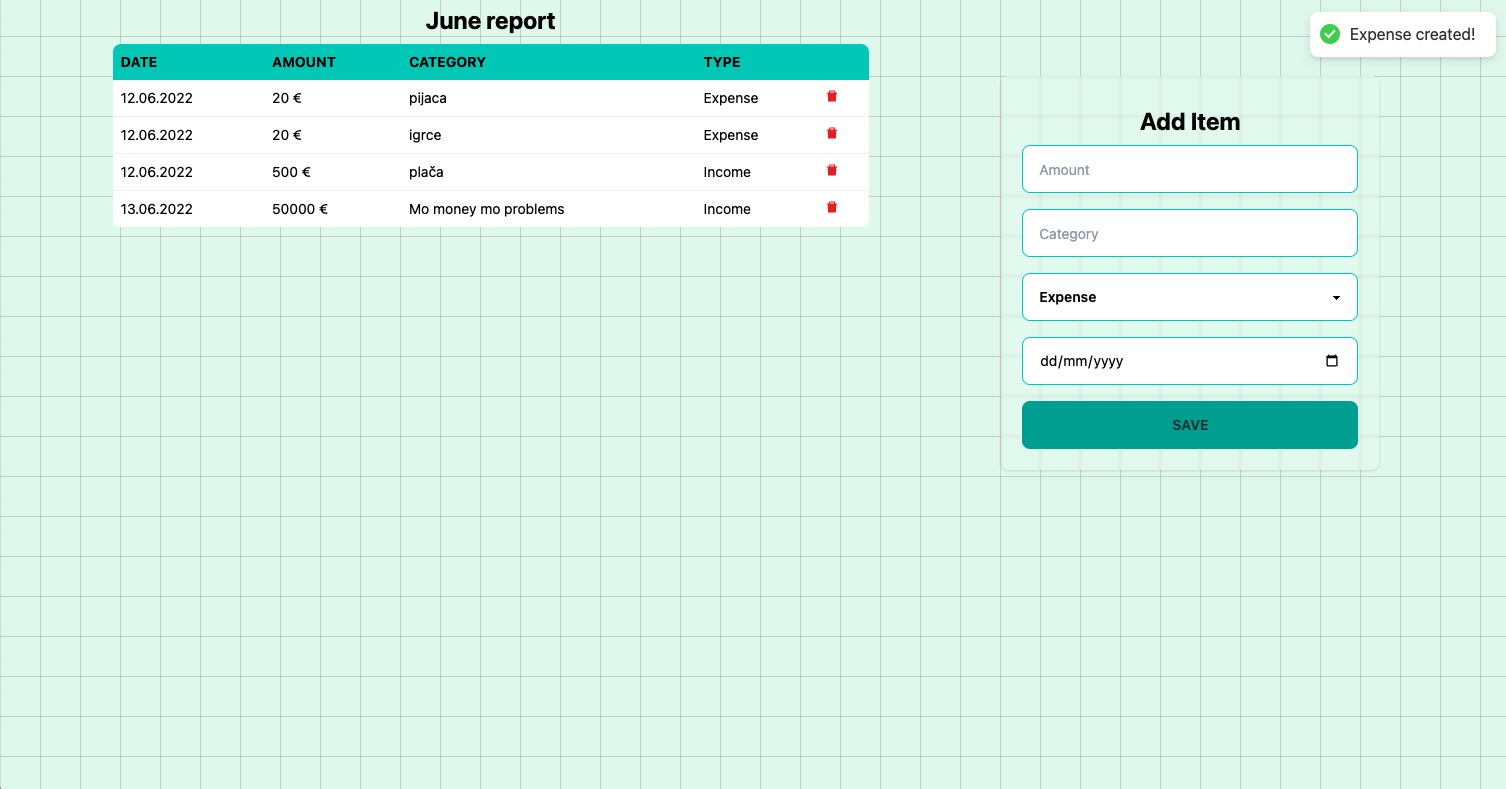 June report
Expense created!
DATE AMOUNT CATEGORY TYPE
12.06.2022 20 € pijaca Expense
12.06.2022 20 € igrce Expense
12.06.2022 500 € plača Income
13.06.2022 50000 € Mo money mo problems Income
Add Item
Amount
Category
Expense
dd/mm/yyyy
SAVE